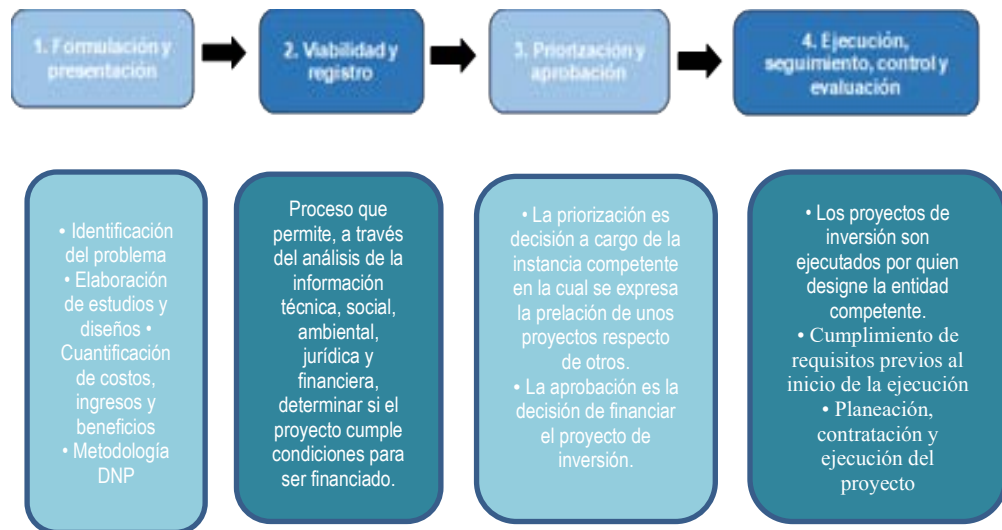 1. Formulación y
presentación
2. Viabilidad y
registro
3. Priorización y
aprobación
4. Ejecución,
seguimiento, control y
evaluación
• Identificación
del problema
• Elaboración
de estudios y
diseños •
Cuantificación
de costos,
ingresos y
beneficios
• Metodología
DNP
Proceso que
permite, a través
del análisis de la
información
técnica, social,
ambiental,
jurídica y
financiera,
determinar si el
proyecto cumple
condiciones para
ser financiado.
• La priorización es
decisión a cargo de la
instancia competente
en la cual se expresa
la prelación de unos
proyectos respecto
de otros.
• La aprobación es la
decisión de financiar
el proyecto de
inversión.
• Los proyectos de
inversión son
ejecutados por quien
designe la entidad
competente.
• Cumplimiento de
requisitos previos al
inicio de la ejecución
• Planeación,
contratación y
ejecución del
proyecto